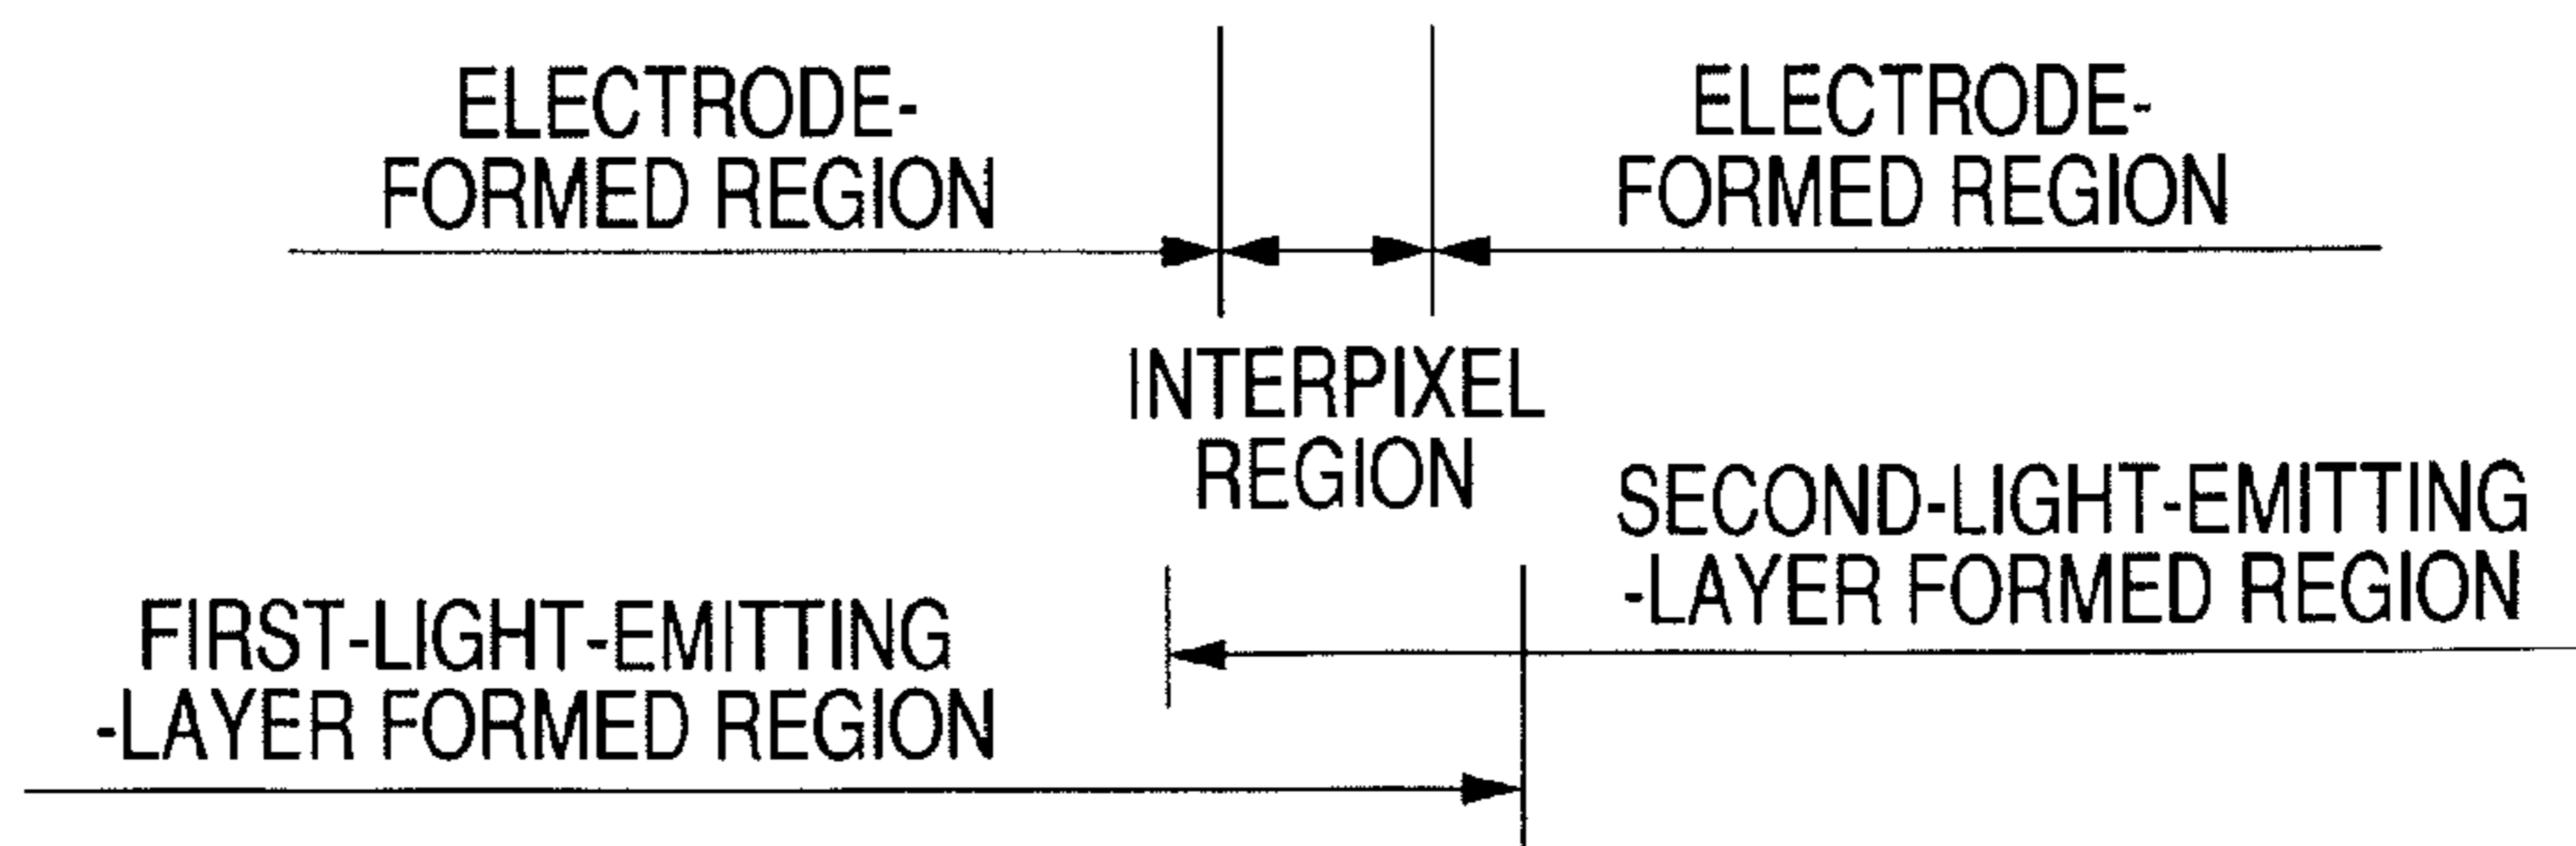 ELECTRODE-
FORMED REGION
ELECTRODE-
FORMED REGION
INTERPIXEL
REGION
SECOND-LIGHT-EMITTING
-LAYER FORMED REGION
FIRST-LIGHT-EMITTING
-LAYER FORMED REGION